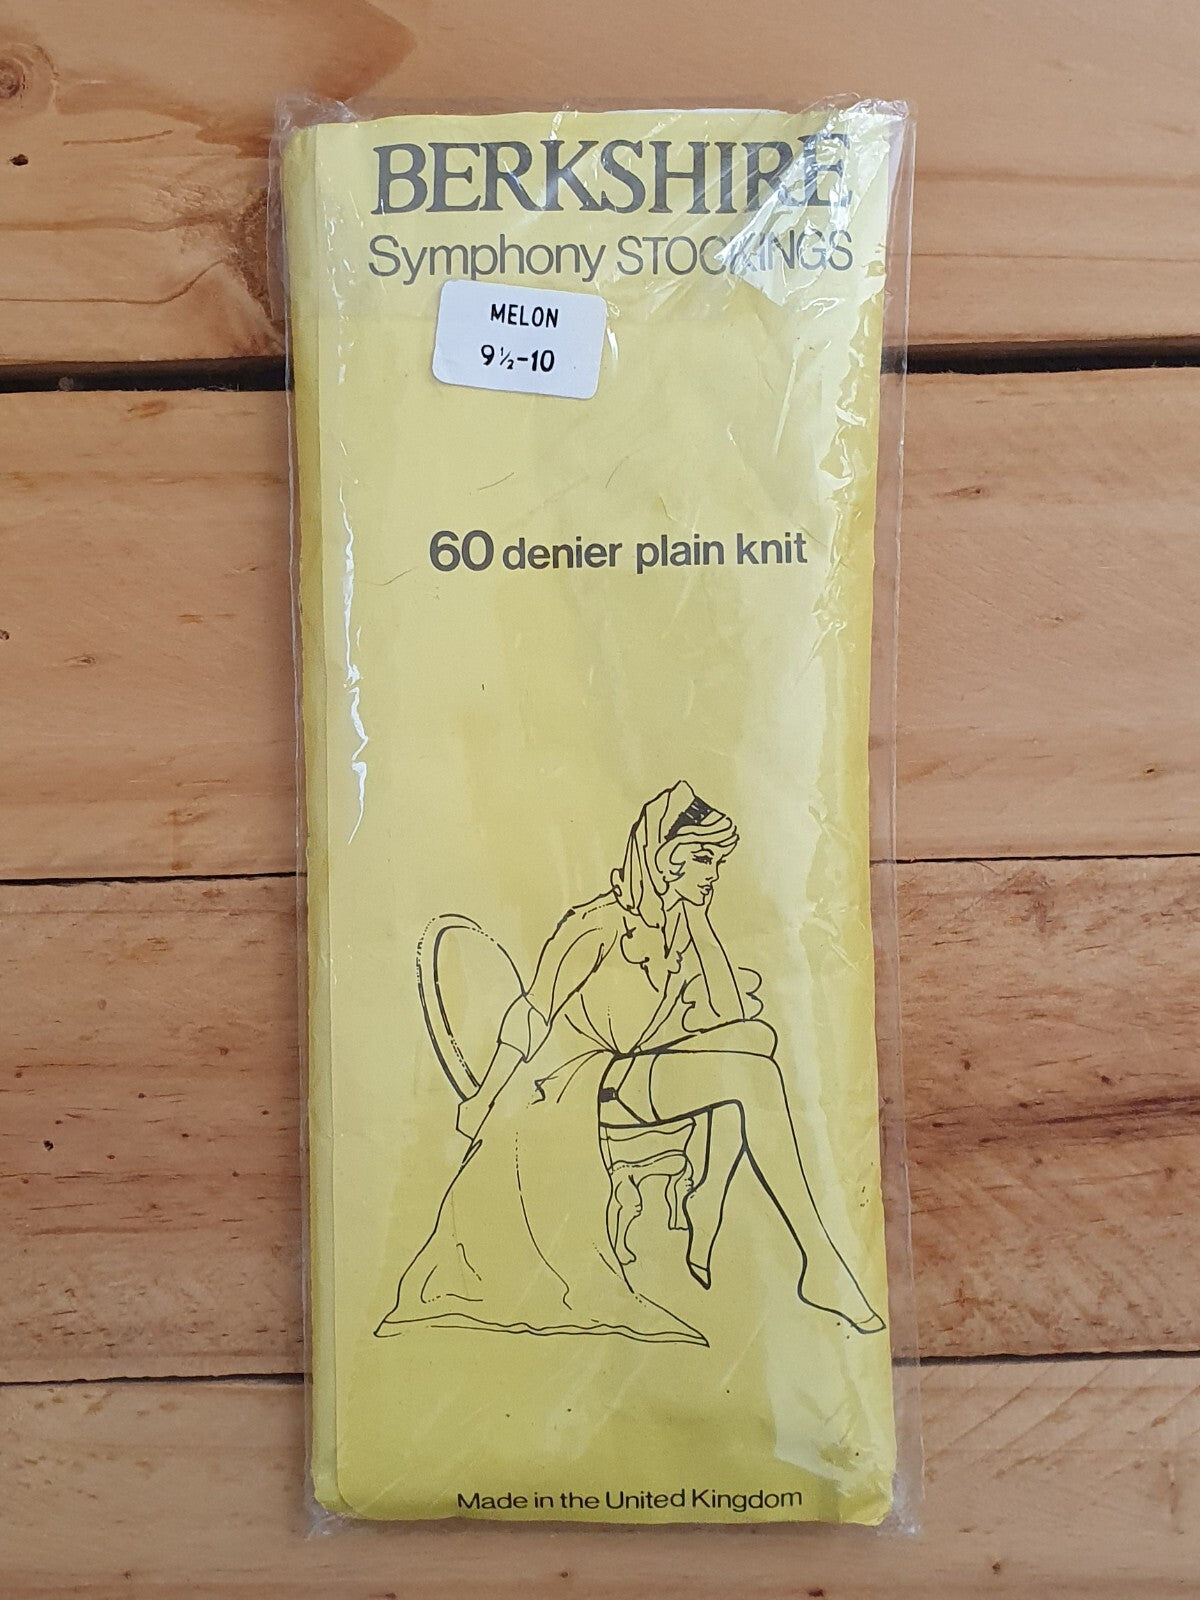 BERKSHIRE
Symphony STOCKINGS
MELON
9½-10
60 denier plain knit
Made in the United Kingdom